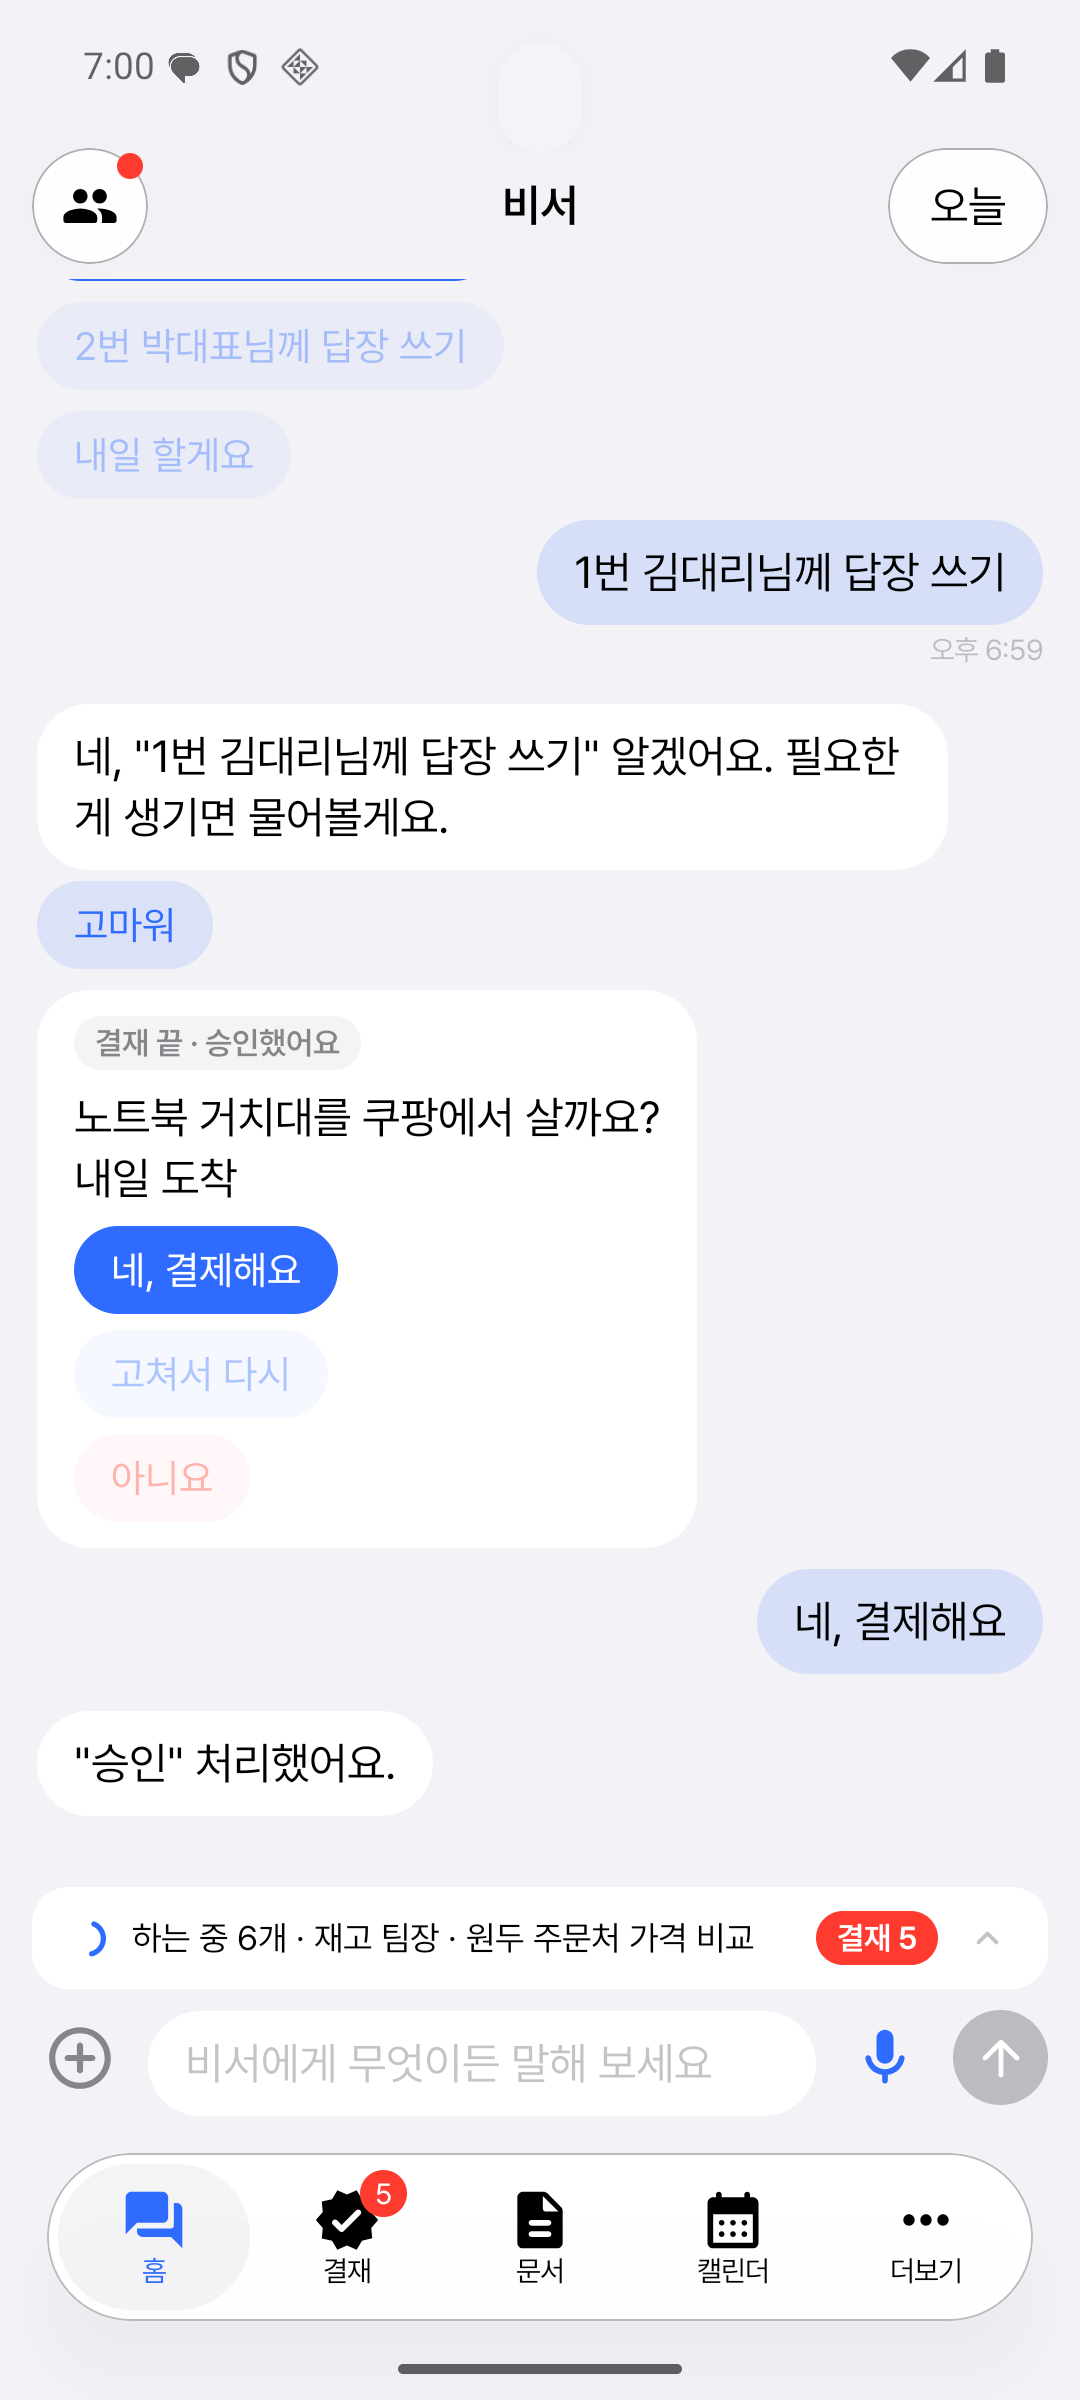 7:00
비서
오늘
2번 박대표님께 답장 쓰기
내일 할게요
1번 김대리님께 답장 쓰기
오후 6:59
네, "1번 김대리님께 답장 쓰기" 알겠어요. 필요한
게 생기면 물어볼게요.
고마워
결재 끝 · 승인했어요
노트북 거치대를 쿠팡에서 살까요?
내일 도착
네, 결제해요
고쳐서 다시
아니요
네, 결제해요
"승인" 처리했어요.
하는 중 6개 · 재고 팀장 · 원두 주문처 가격 비교
결재 5
비서에게 무엇이든 말해 보세요
5
홈
결재
문서
캘린더
더보기